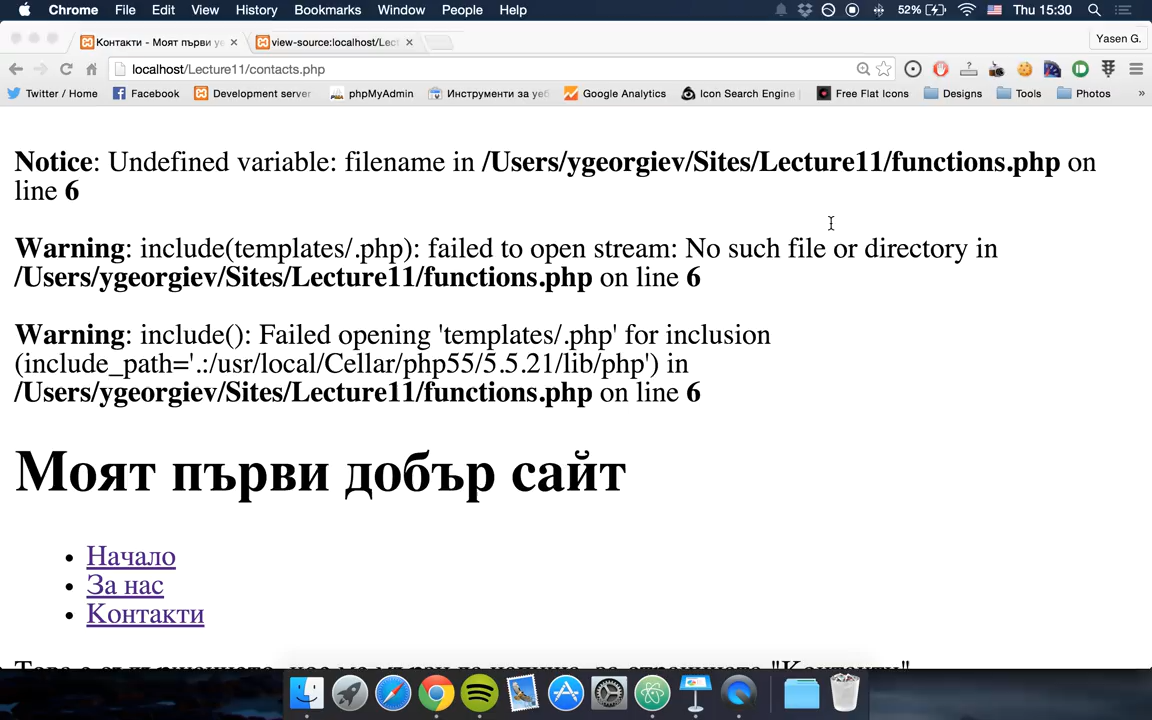 Chrome File Edit View History Bookmarks Window People Help 52% Thu 15:30
Контакти - Моят първи уе view-source:localhost/Lect Yasen G.
localhost/Lecture11/contacts.php
Twitter / Home Facebook Development server phpMyAdmin Инструменти за уеб Google Analytics Icon Search Engine Free Flat Icons Designs Tools Photos »
Notice: Undefined variable: filename in /Users/ygeorgiev/Sites/Lecture11/functions.php on
line 6
Warning: include(templates/.php): failed to open stream: No such file or directory in
/Users/ygeorgiev/Sites/Lecture11/functions.php on line 6
Warning: include(): Failed opening 'templates/.php' for inclusion
(include_path='.:/usr/local/Cellar/php55/5.5.21/lib/php') in
/Users/ygeorgiev/Sites/Lecture11/functions.php on line 6
Моят първи добър сайт
Начало
За нас
Контакти